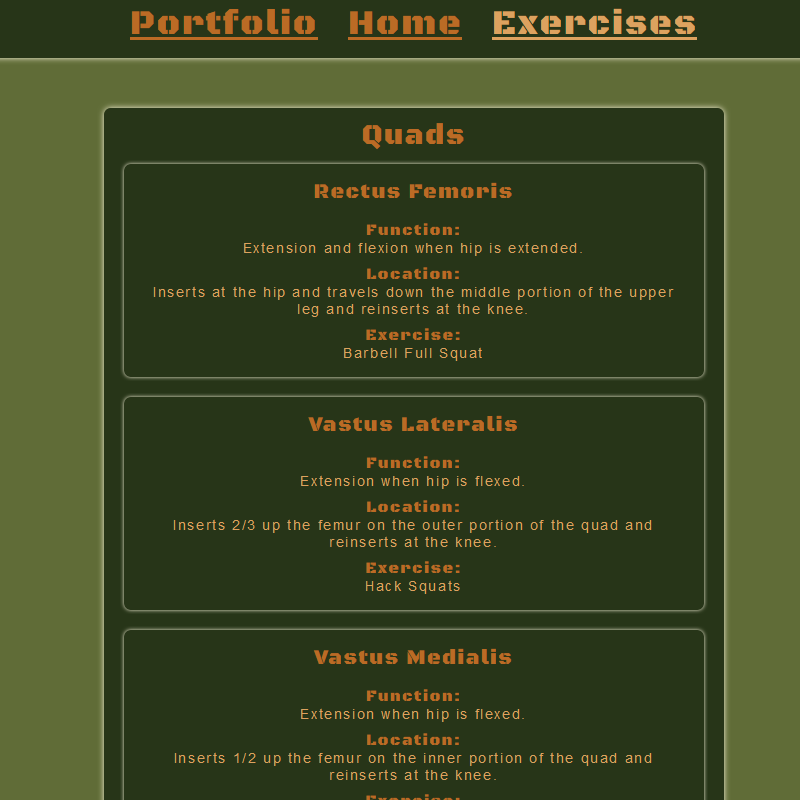 Portfolio Home Exercises
Quads
Rectus Femoris
Function:
Extension and flexion when hip is extended.
Location:
Inserts at the hip and travels down the middle portion of the upper
leg and reinserts at the knee.
Exercise:
Barbell Full Squat
Vastus Lateralis
Function:
Extension when hip is flexed.
Location:
Inserts 2/3 up the femur on the outer portion of the quad and
reinserts at the knee.
Exercise:
Hack Squats
Vastus Medialis
Function:
Extension when hip is flexed.
Location:
Inserts 1/2 up the femur on the inner portion of the quad and
reinserts at the knee.
Exercise: